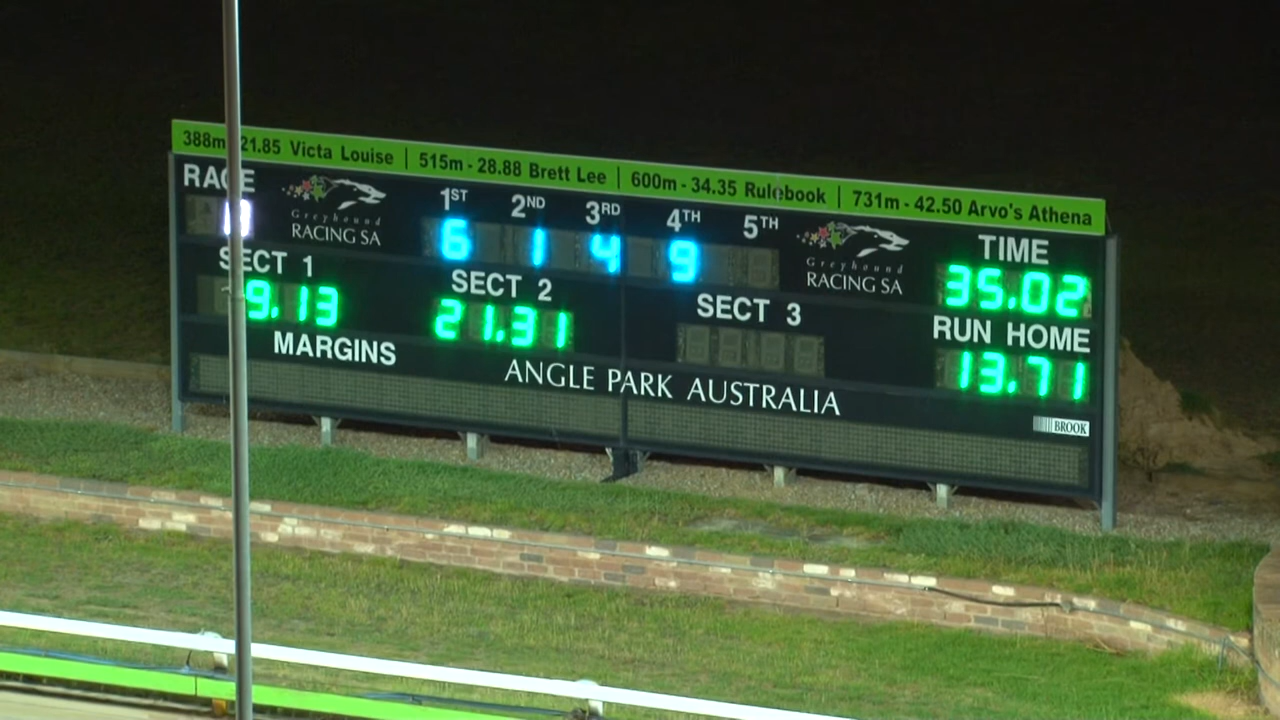 388m 21.85 Victa Louise | 515m - 28.88 Brett Lee | 600m - 34.35 Rulebook | 731m - 42.50 Arvo's Athena
RACE
Greyhound
RACING SA
1ST 2ND 3RD 4TH 5TH
6 1 4 9
Greyhound
RACING SA
TIME
35.02
SECT 1
9.13
SECT 2
21.31
SECT 3
RUN HOME
13.71
MARGINS
ANGLE PARK AUSTRALIA
BROOK